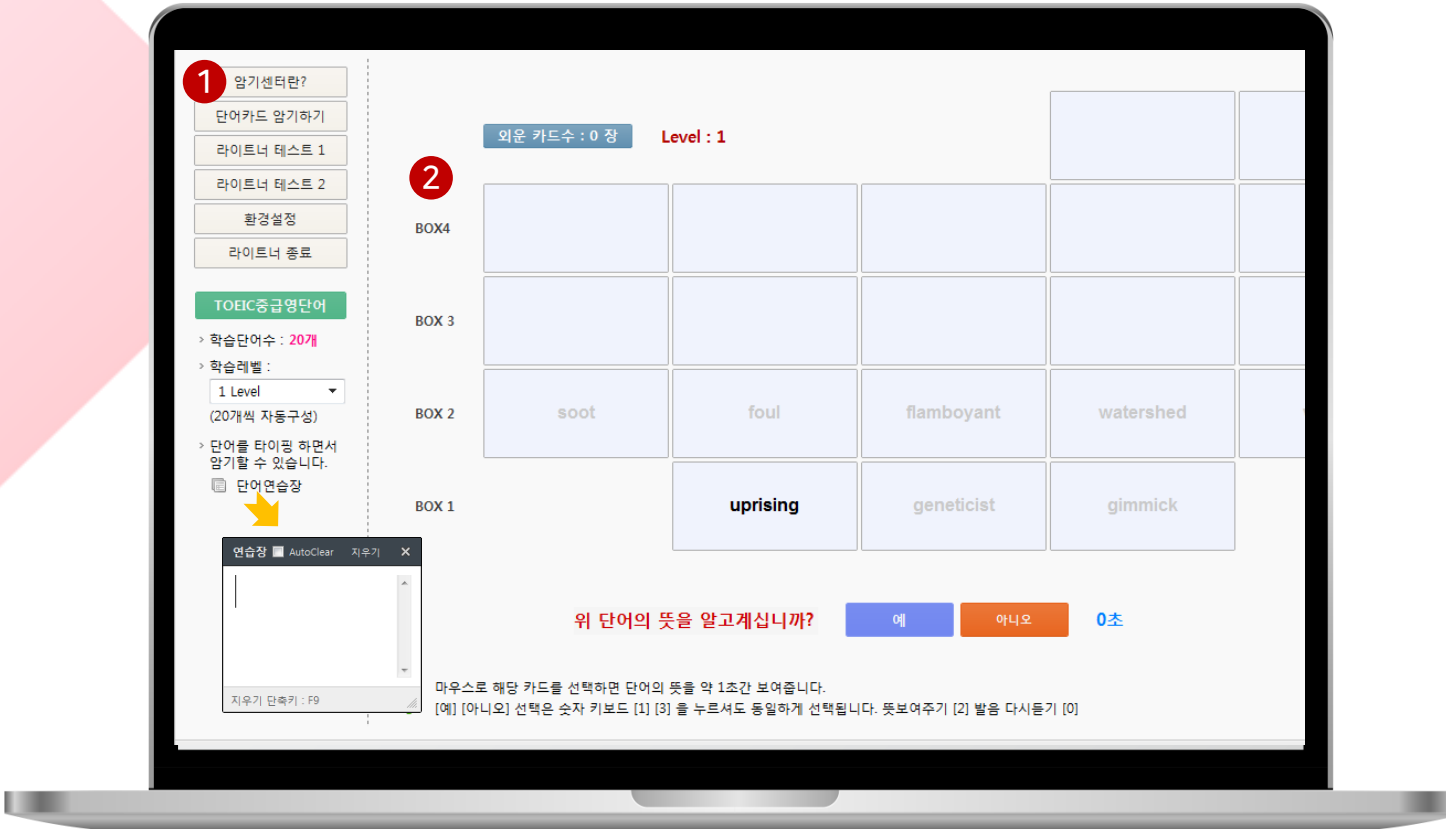 1
암기센터란?
단어카드 암기하기
라이트너 테스트 1
라이트너 테스트 2
환경설정
라이트너 종료
TOEIC중급영단어
> 학습단어수 : 20개
> 학습레벨 :
1 Level
(20개씩 자동구성)
> 단어를 타이핑 하면서
암기할 수 있습니다.
단어연습장
연습장 AutoClear 지우기 ×
지우기 단축키 : F9
2
외운 카드수 : 0 장 Level : 1
BOX4
BOX 3
BOX 2 soot foul flamboyant watershed
BOX 1 uprising geneticist gimmick
위 단어의 뜻을 알고계십니까? 예 아니오 0초
마우스로 해당 카드를 선택하면 단어의 뜻을 약 1초간 보여줍니다.
[예] [아니오] 선택은 숫자 키보드 [1] [3] 을 누르셔도 동일하게 선택됩니다. 뜻보여주기 [2] 발음 다시듣기 [0]